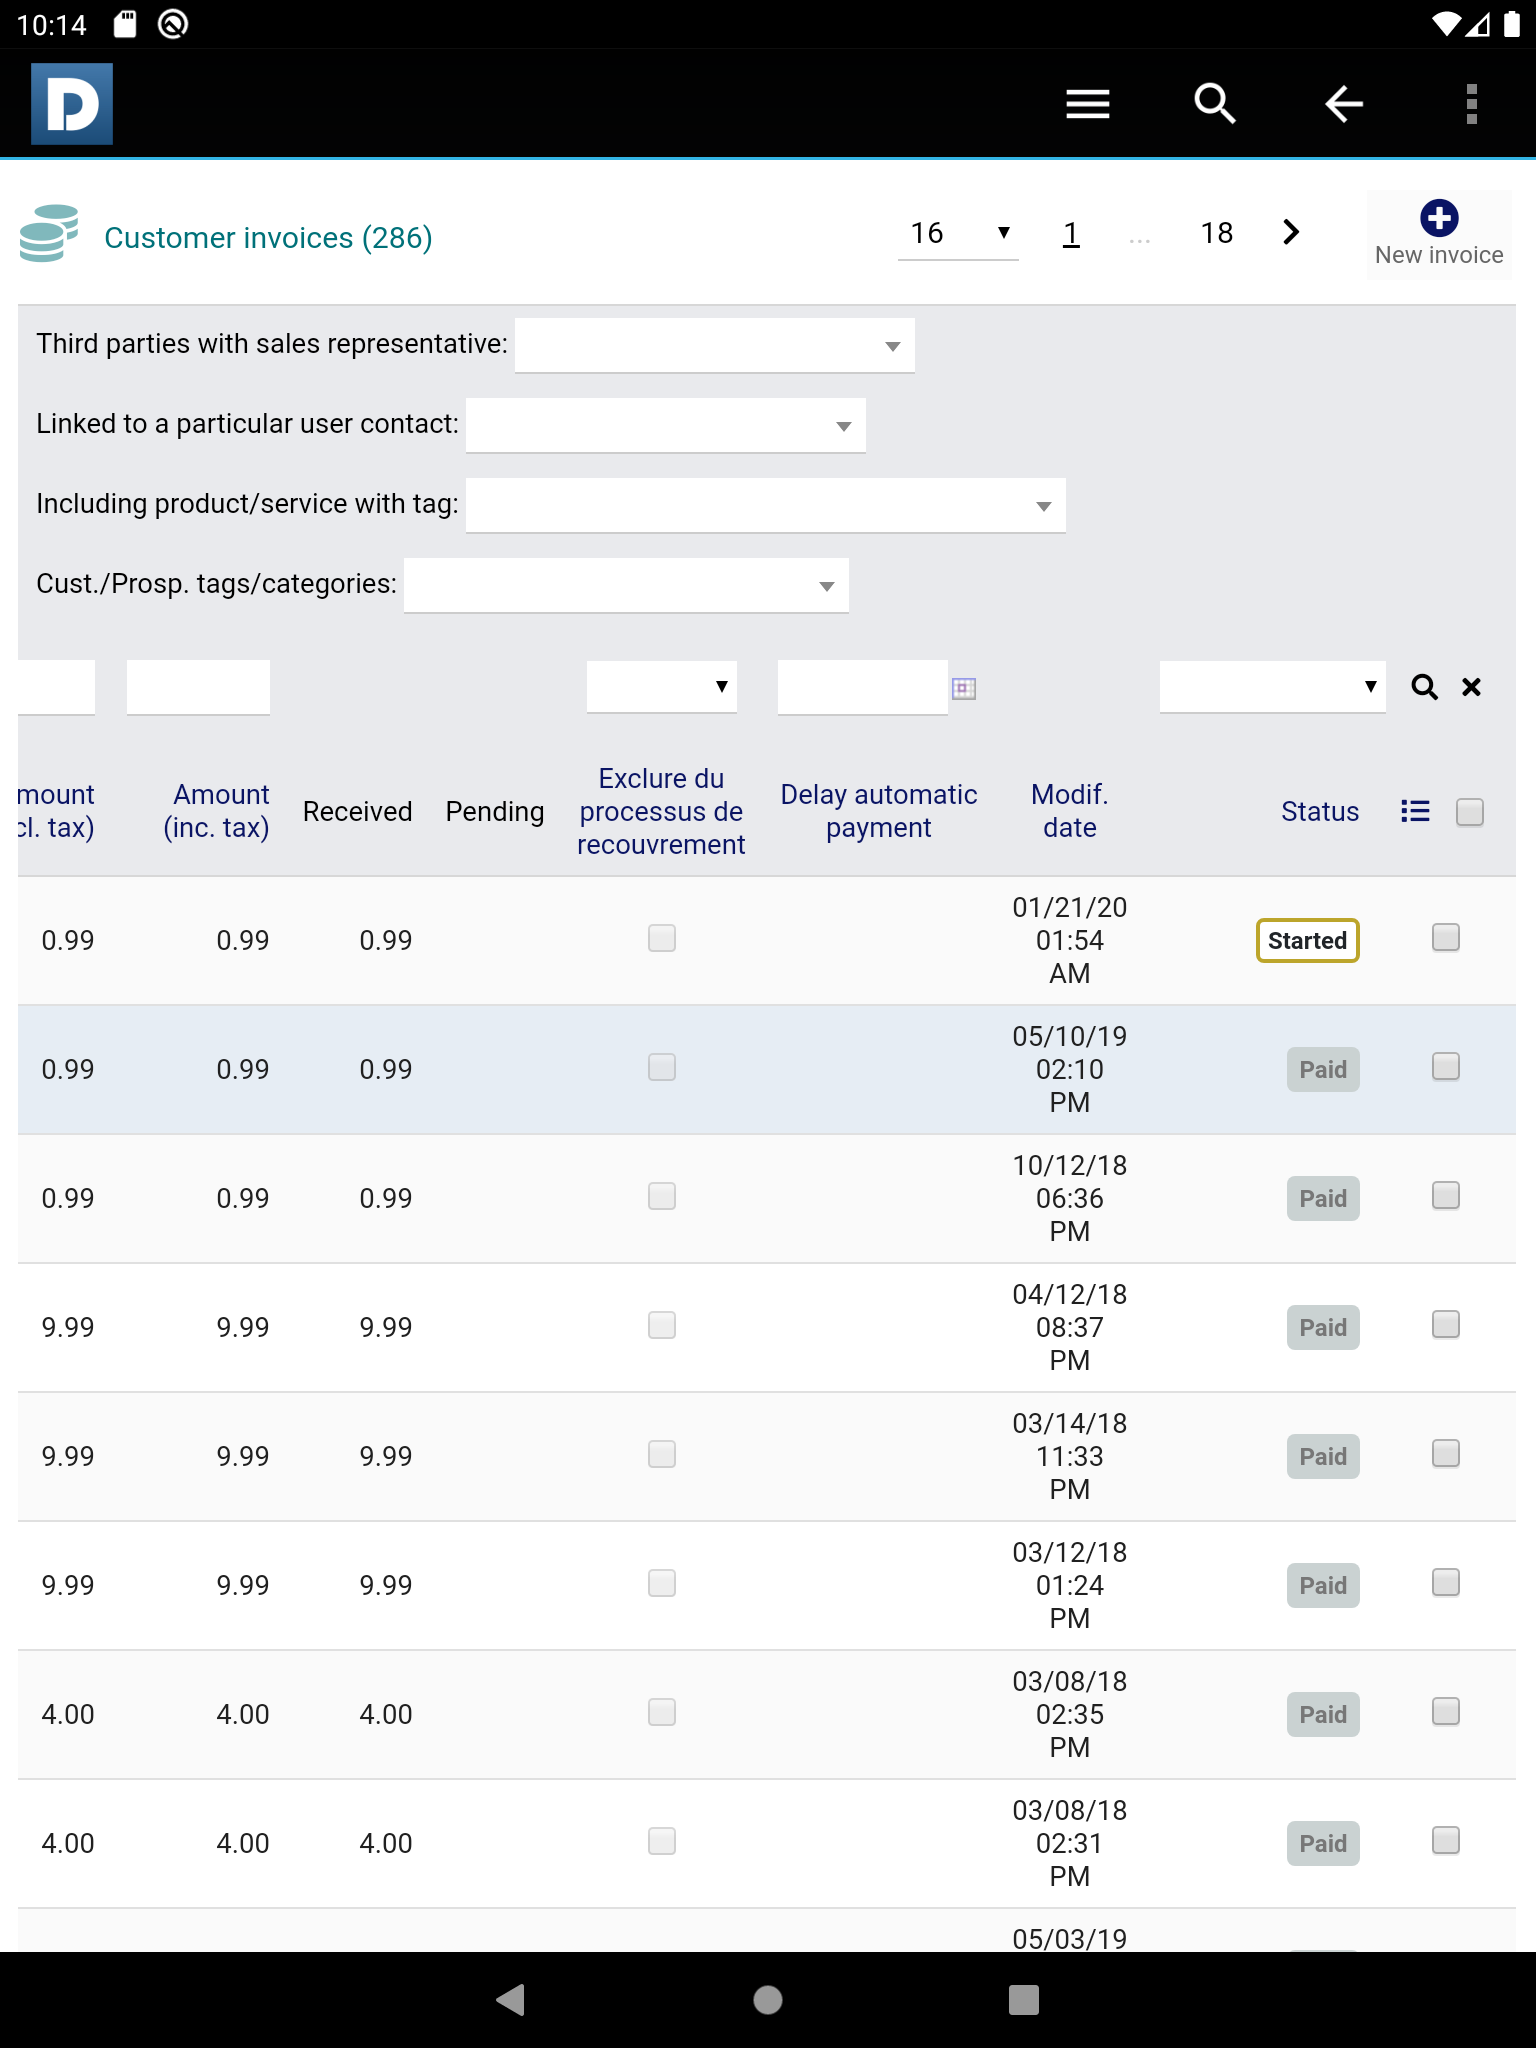 10:14
D
Customer invoices (286)
16 1 ... 18
New invoice
Third parties with sales representative:
Linked to a particular user contact:
Including product/service with tag:
Cust./Prosp. tags/categories:
mount
cl. tax)
Amount
(inc. tax)
Received
Pending
Exclure du
processus de
recouvrement
Delay automatic
payment
Modif.
date
Status
0.99 0.99 0.99
01/21/20
01:54
AM
Started
0.99 0.99 0.99
05/10/19
02:10
PM
Paid
0.99 0.99 0.99
10/12/18
06:36
PM
Paid
9.99 9.99 9.99
04/12/18
08:37
PM
Paid
9.99 9.99 9.99
03/14/18
11:33
PM
Paid
9.99 9.99 9.99
03/12/18
01:24
PM
Paid
4.00 4.00 4.00
03/08/18
02:35
PM
Paid
4.00 4.00 4.00
03/08/18
02:31
PM
Paid
05/03/19